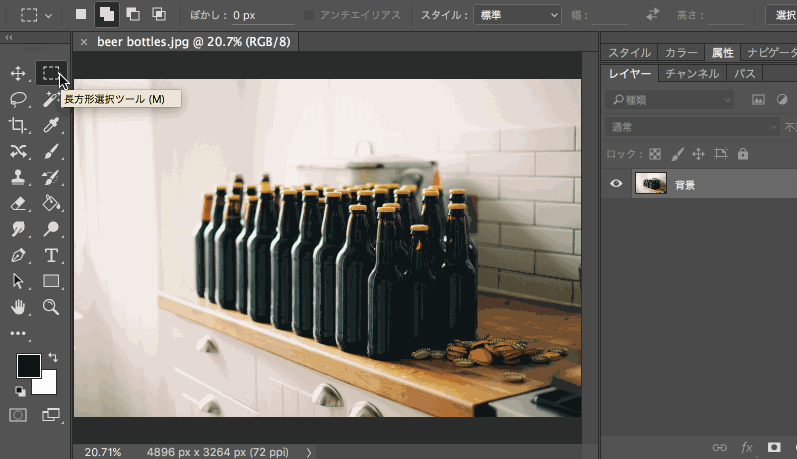 ぼかし : 0 px
アンチエイリアス
スタイル : 標準
幅 :
高さ :
選択
beer bottles.jpg @ 20.7% (RGB/8)
長方形選択ツール (M)
スタイル カラー 属性 ナビゲータ
レイヤー チャンネル パス
種類
通常
ロック :
背景
fx
20.71% 4896 px x 3264 px (72 ppi)